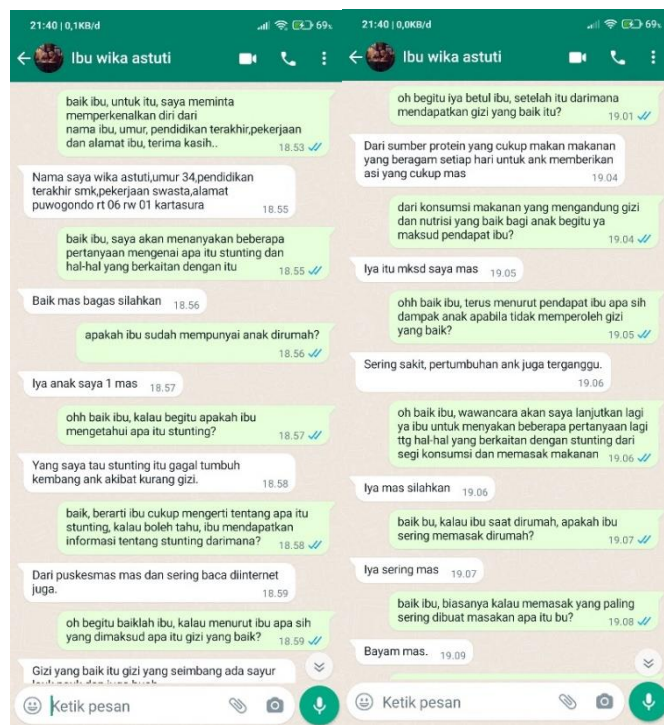 21:40 | 0,1KB/d
69%
Ibu wika astuti
baik ibu, untuk itu, saya meminta
memperkenalkan diri dari
nama ibu, umur, pendidikan terakhir,pekerjaan
dan alamat ibu, terima kasih..
18.53
Nama saya wika astuti,umur 34,pendidikan
terakhir smk,pekerjaan swasta,alamat
puwogondo rt 06 rw 01 kartasura
18.55
baik ibu, saya akan menanyakan beberapa
pertanyaan mengenai apa itu stunting dan
hal-hal yang berkaitan dengan itu
18.55
Baik mas bagas silahkan
18.56
apakah ibu sudah mempunyai anak dirumah?
18.56
Iya anak saya 1 mas
18.57
ohh baik ibu, kalau begitu apakah ibu
mengetahui apa itu stunting?
18.57
Yang saya tau stunting itu gagal tumbuh
kembang ank akibat kurang gizi.
18.58
baik, berarti ibu cukup mengerti tentang apa itu
stunting, kalau boleh tahu, ibu mendapatkan
informasi tentang stunting darimana?
18.58
Dari puskesmas mas dan sering baca diinternet
juga.
18.59
oh begitu baiklah ibu, kalau menurut ibu apa sih
yang dimaksud apa itu gizi yang baik?
18.59
Gizi yang baik itu gizi yang seimbang ada sayur
Ketik pesan
21:40 | 0,0KB/d
69%
Ibu wika astuti
oh begitu iya betul ibu, setelah itu darimana
mendapatkan gizi yang baik itu?
19.01
Dari sumber protein yang cukup makan makanan
yang beragam setiap hari untuk ank memberikan
asi yang cukup mas
19.04
dari konsumsi makanan yang mengandung gizi
dan nutrisi yang baik bagi anak begitu ya
maksud pendapat ibu?
19.04
Iya itu mksd saya mas
19.05
ohh baik ibu, terus menurut pendapat ibu apa sih
dampak anak apabila tidak memperoleh gizi
yang baik?
19.05
Sering sakit, pertumbuhan ank juga terganggu.
19.06
oh baik ibu, wawancara akan saya lanjutkan lagi
ya ibu untuk menyakan beberapa pertanyaan lagi
ttg hal-hal yang berkaitan dengan stunting dari
segi konsumsi dan memasak makanan
19.06
Iya mas silahkan
19.06
baik bu, kalau ibu saat dirumah, apakah ibu
sering memasak dirumah?
19.07
Iya sering mas
19.07
baik ibu, biasanya kalau memasak yang paling
sering dibuat masakan apa itu bu?
19.08
Bayam mas.
19.09
Ketik pesan